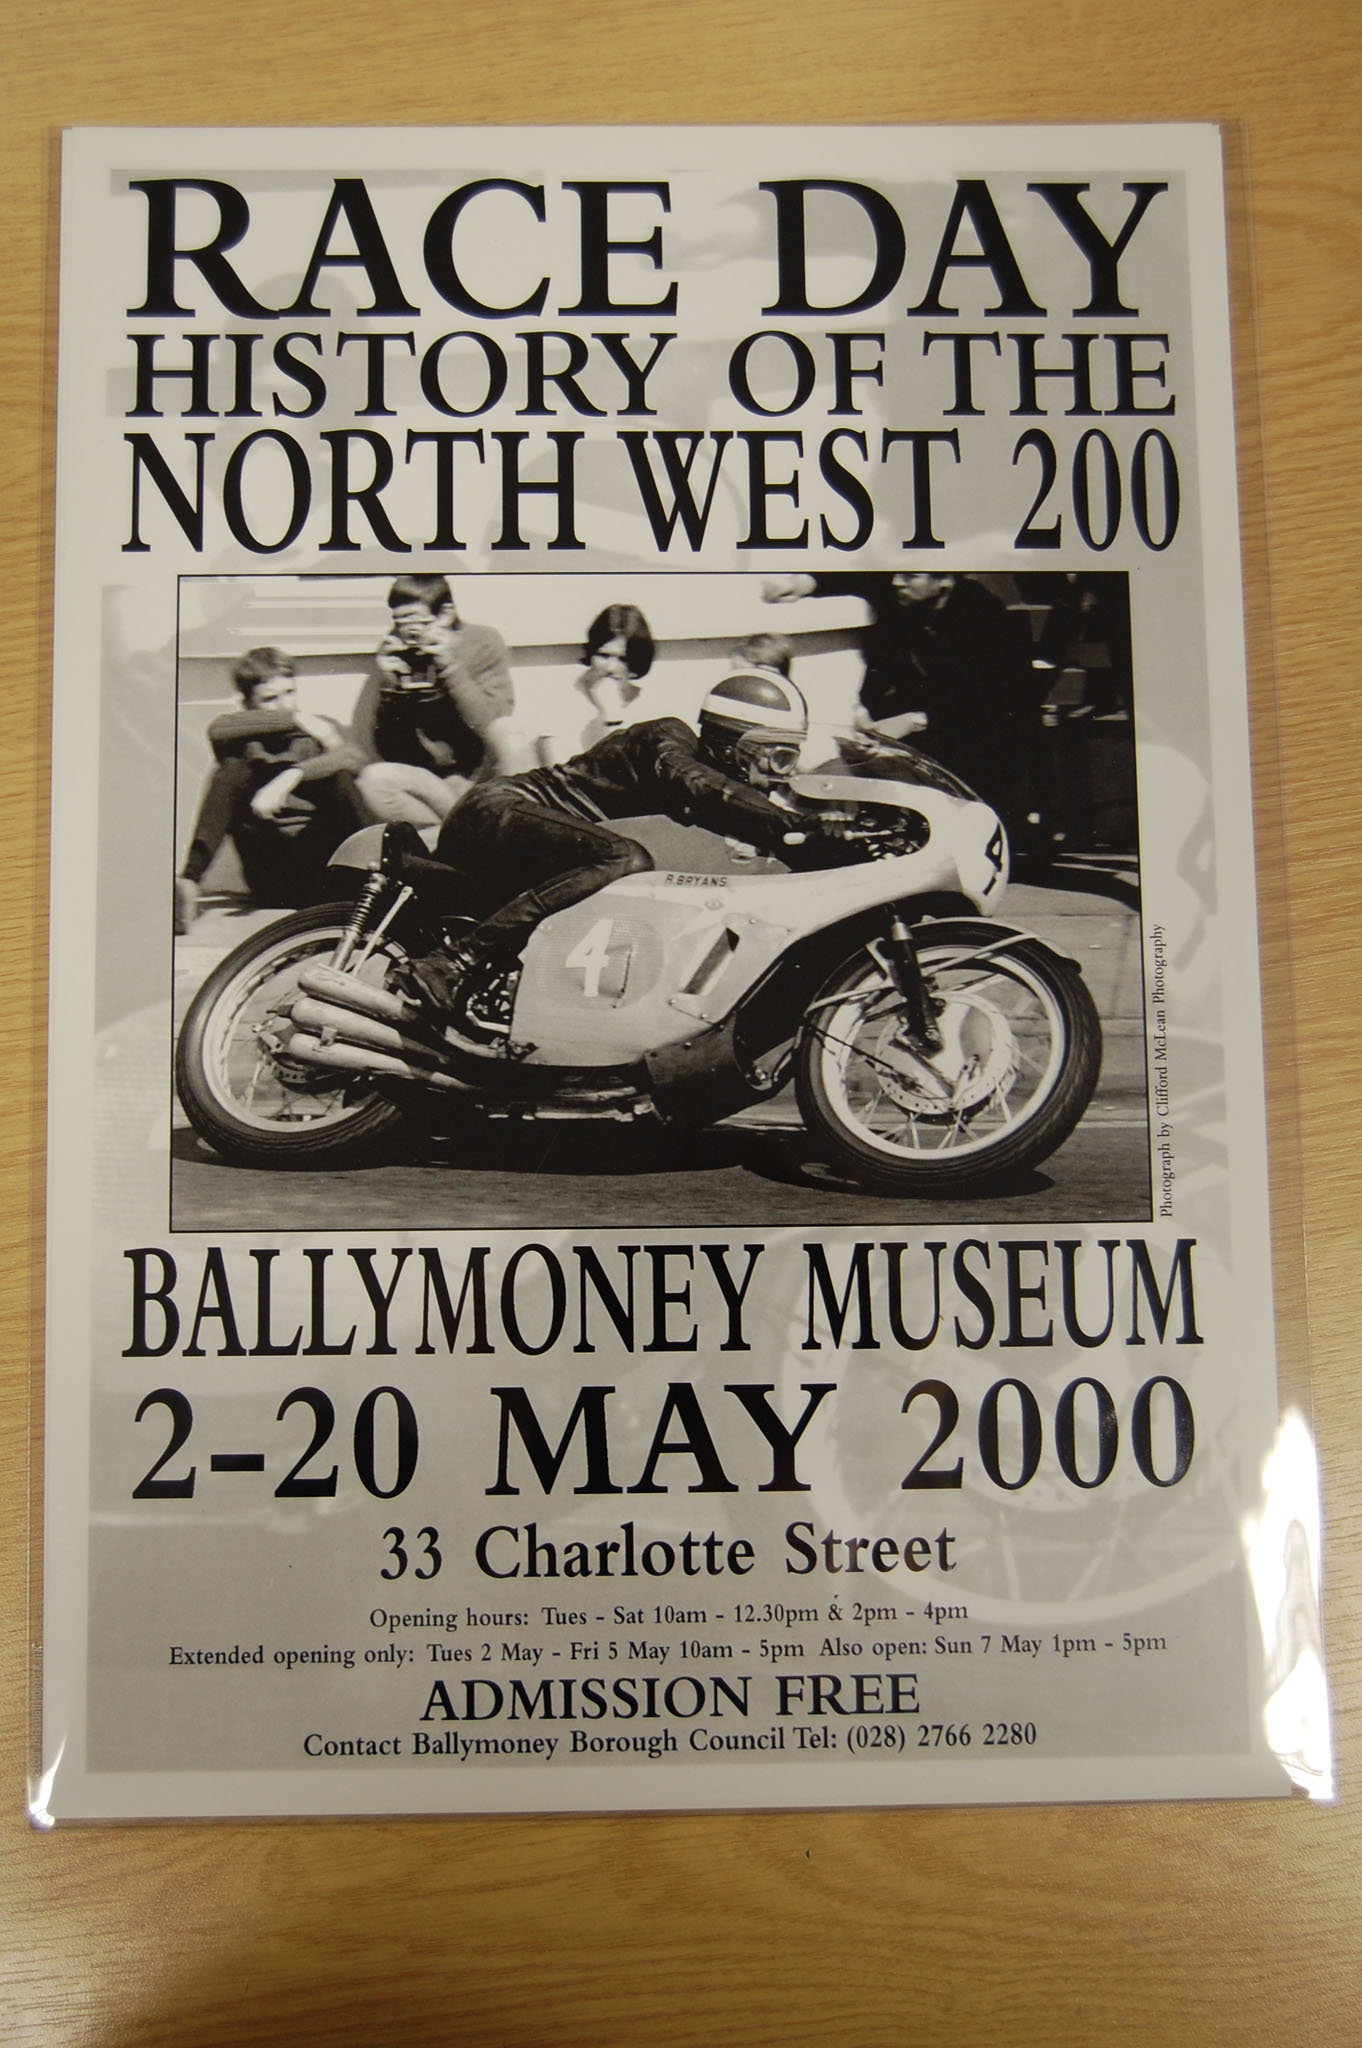 RACE DAY
HISTORY OF THE
NORTH WEST 200
R. BRYANS
4
4
Photograph by Clifford McLean Photography
BALLYMONEY MUSEUM
2-20 MAY 2000
33 Charlotte Street
Opening hours: Tues - Sat 10am - 12.30pm & 2pm - 4pm
Extended opening only: Tues 2 May - Fri 5 May 10am - 5pm Also open: Sun 7 May 1pm - 5pm
ADMISSION FREE
Contact Ballymoney Borough Council Tel: (028) 2766 2280